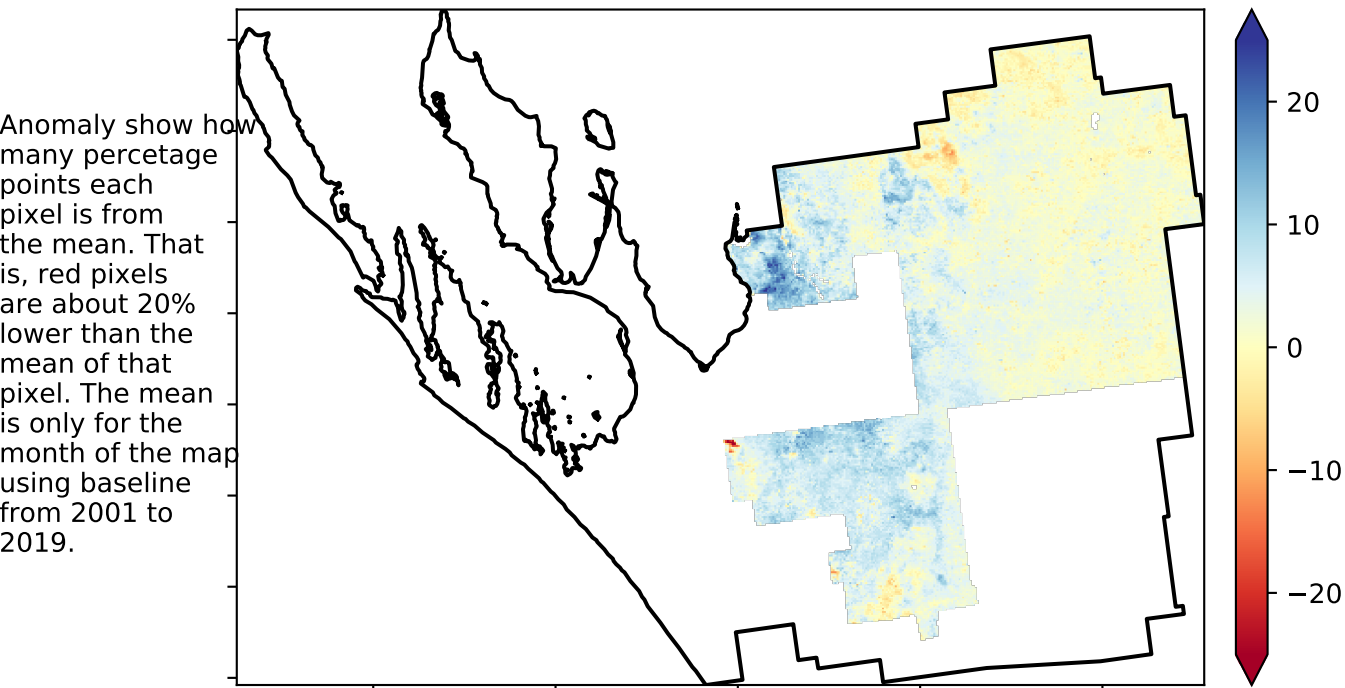 Anomaly show how
many percetage
points each
pixel is from
the mean. That
is, red pixels
are about 20%
lower than the
mean of that
pixel. The mean
is only for the
month of the map
using baseline
from 2001 to
2019.
20
10
0
−10
−20